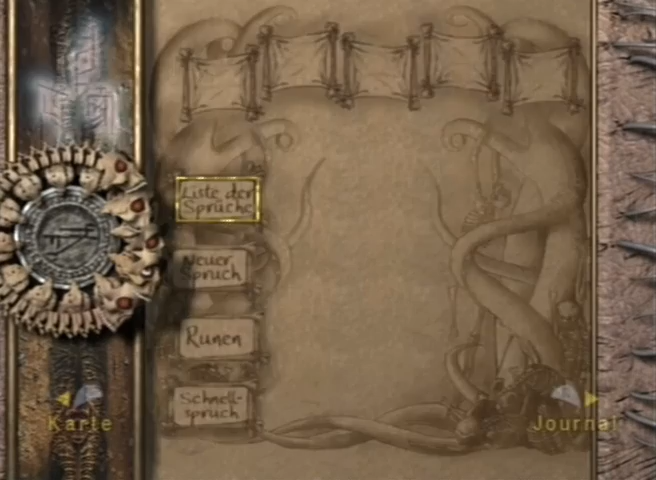 Liste der
Sprüche
Neuer
Spruch
Runen
Schnell-
spruch
Karte
Journal